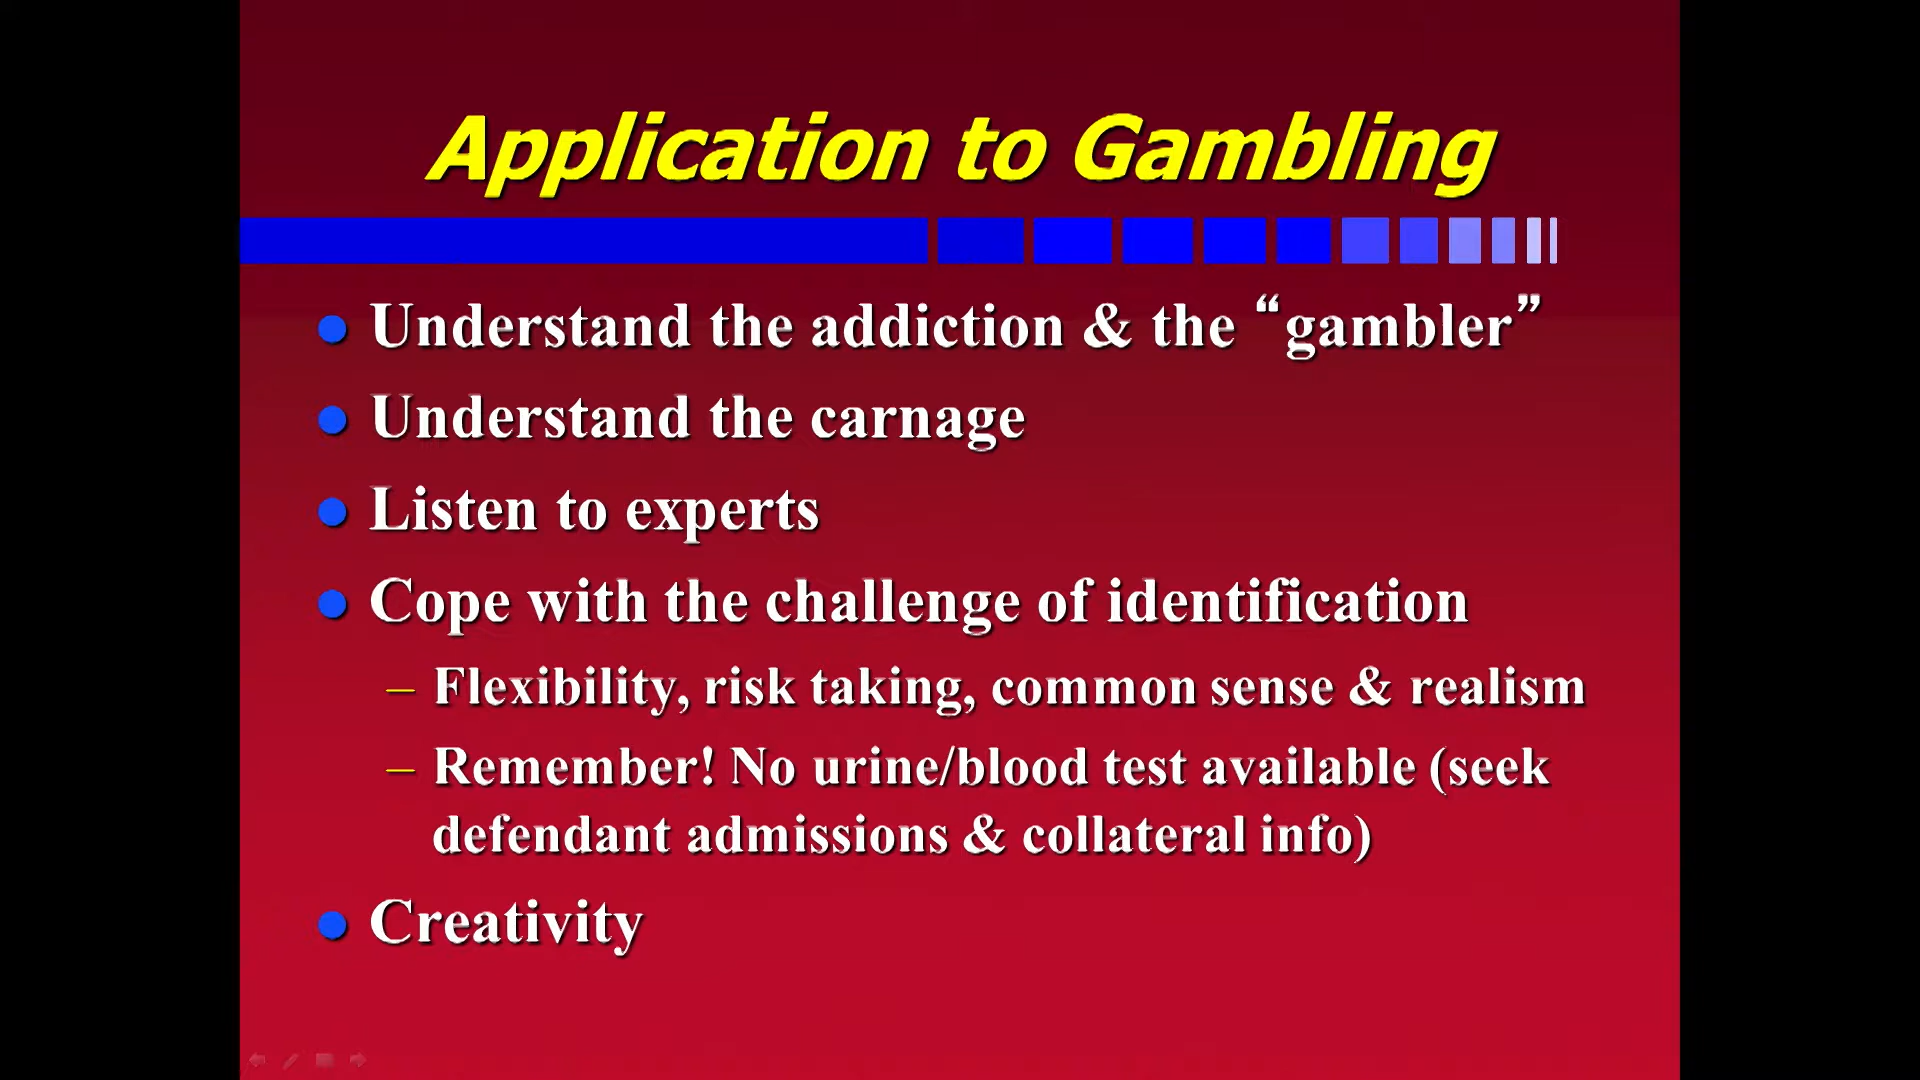 Application to Gambling
Understand the addiction & the “gambler”
Understand the carnage
Listen to experts
Cope with the challenge of identification
– Flexibility, risk taking, common sense & realism
– Remember! No urine/blood test available (seek
defendant admissions & collateral info)
Creativity